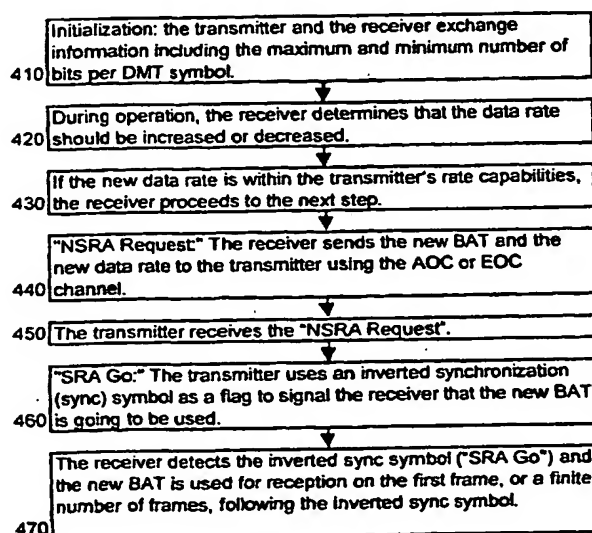 Initialization: the transmitter and the receiver exchange
information including the maximum and minimum number of
410 bits per DMT symbol.
During operation, the receiver determines that the data rate
420 should be increased or decreased.
If the new data rate is within the transmitter's rate capabilities,
430 the receiver proceeds to the next step.
"NSRA Request:" The receiver sends the new BAT and the
new data rate to the transmitter using the AOC or EOC
440 channel.
450 The transmitter receives the "NSRA Request".
"SRA Go:" The transmitter uses an inverted synchronization
(sync) symbol as a flag to signal the receiver that the new BAT
460 is going to be used.
The receiver detects the inverted sync symbol ("SRA Go") and
the new BAT is used for reception on the first frame, or a finite
number of frames, following the inverted sync symbol.
470